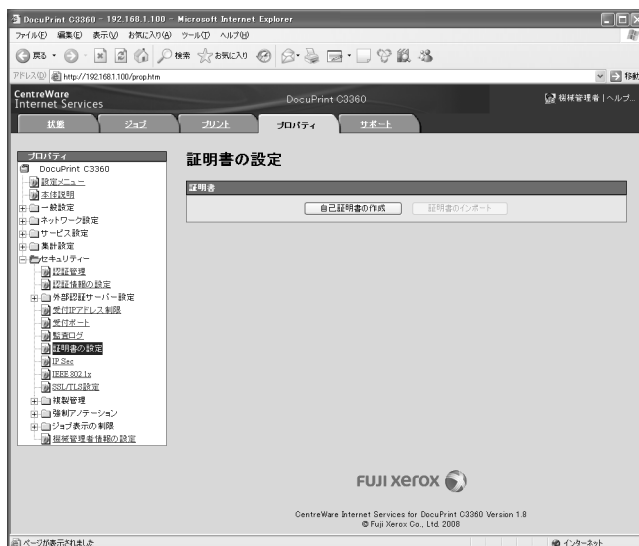 DocuPrint C3360 - 192.168.1.100 - Microsoft Internet Explorer
ファイル(F) 編集(E) 表示(V) お気に入り(A) ツール(T) ヘルプ(H)
戻る 検索 お気に入り
アドレス(D) http://192.168.1.100/prop.htm 移動
CentreWare
Internet Services
DocuPrint C3360
機械管理者 | ヘルプ...
状態 ジョブ プリント プロパティ サポート
プロパティ
DocuPrint C3360
設定メニュー
本体説明
一般設定
ネットワーク設定
サービス設定
集計設定
セキュリティー
認証管理
認証情報の設定
外部認証サーバー設定
受付IPアドレス制限
受付ポート
監査ログ
証明書の設定
IP Sec
IEEE 802.1x
SSL/TLS設定
複製管理
強制アノテーション
ジョブ表示の制限
機械管理者情報の設定
証明書の設定
証明書
自己証明書の作成 証明書のインポート
FUJI XEROX
CentreWare Internet Services for DocuPrint C3360 Version 1.8
© Fuji Xerox Co., Ltd. 2008
ページが表示されました インターネット